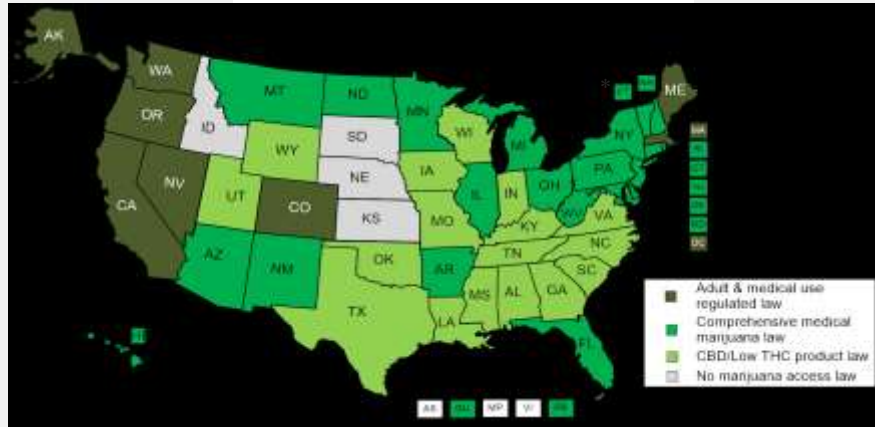 AK
WA
OR
CA
NV
ID
MT
WY
UT
CO
AZ
NM
ND
SD
NE
KS
OK
TX
MN
IA
MO
AR
LA
WI
IL
MI
IN
OH
KY
TN
MS
AL
GA
FL
SC
NC
VA
WV
PA
NY
ME
DC
Adult & medical use
regulated law
Comprehensive medical
marijuana law
CBD/Low THC product law
No marijuana access law
AS
GU
MP
VI
PR